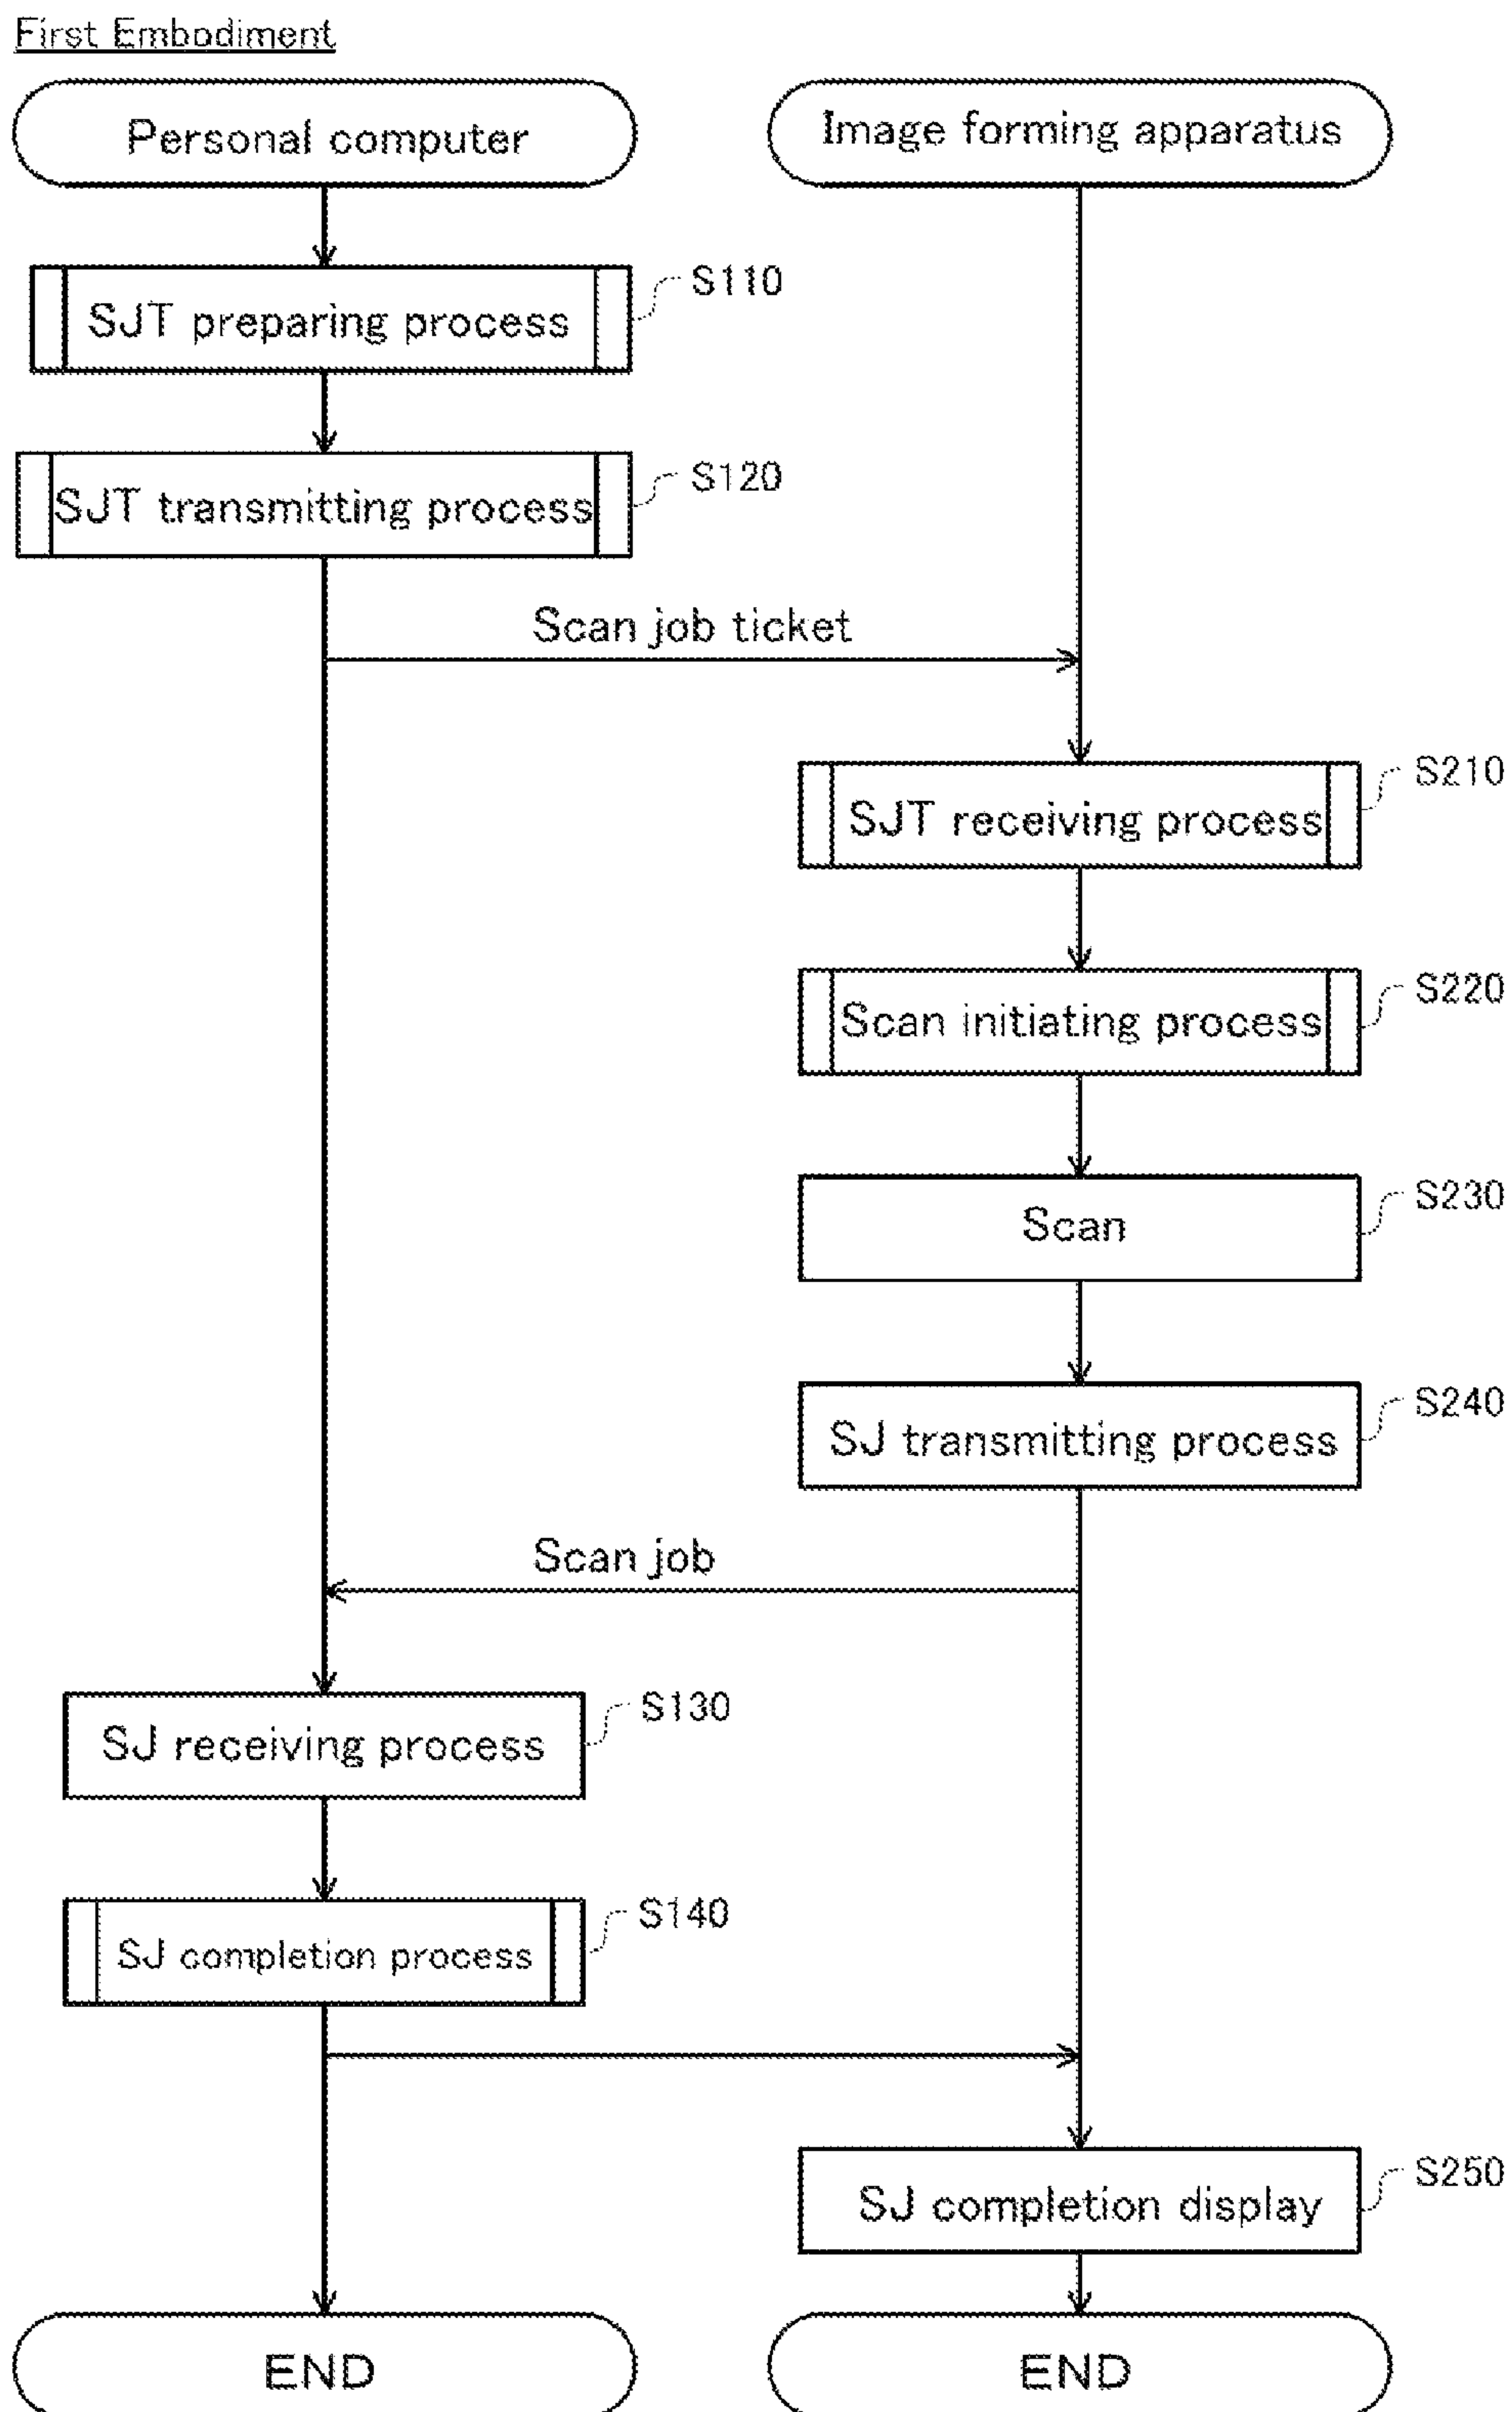 First Embodiment
Personal computer
Image forming apparatus
SJT preparing process
S110
SJT transmitting process
S120
Scan job ticket
SJT receiving process
S210
Scan initiating process
S220
Scan
S230
SJ transmitting process
S240
Scan job
SJ receiving process
S130
SJ completion process
S140
SJ completion display
S250
END
END